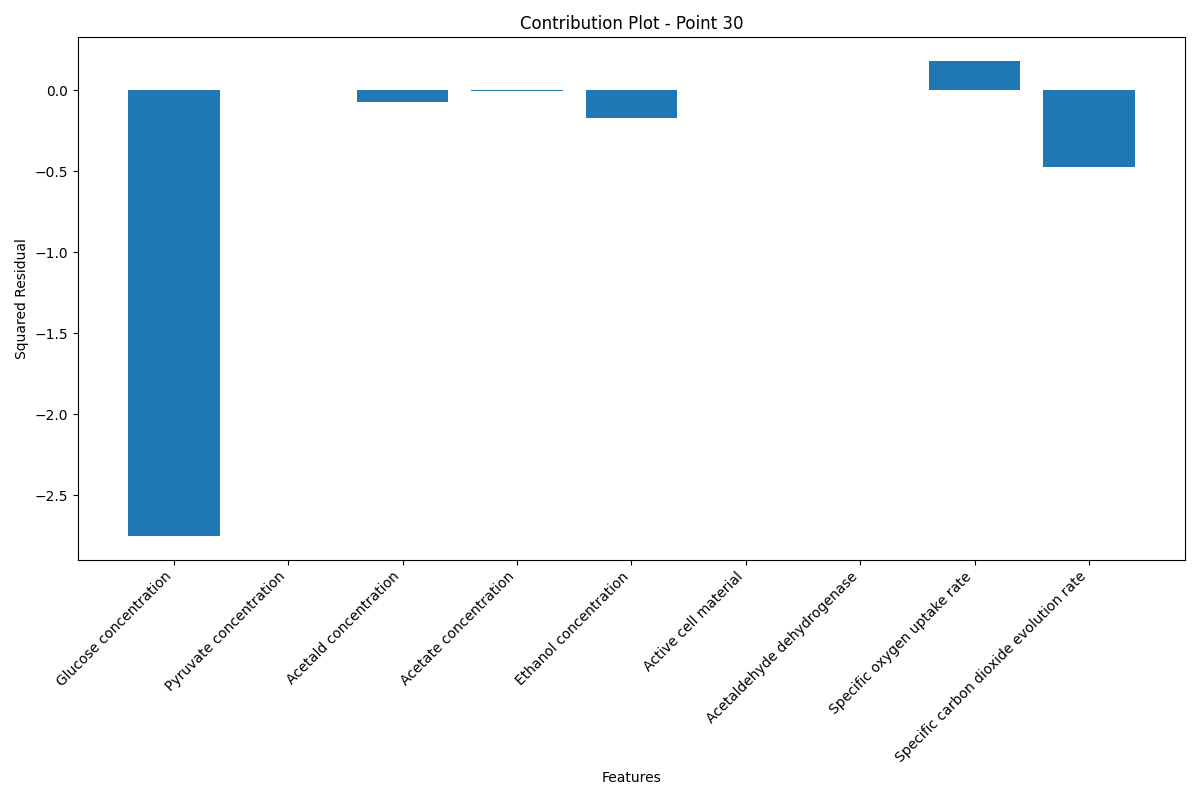 Contribution Plot - Point 30
Squared Residual
0.0
−0.5
−1.0
−1.5
−2.0
−2.5
Glucose concentration
Pyruvate concentration
Acetald concentration
Acetate concentration
Ethanol concentration
Active cell material
Acetaldehyde dehydrogenase
Specific oxygen uptake rate
Specific carbon dioxide evolution rate
Features